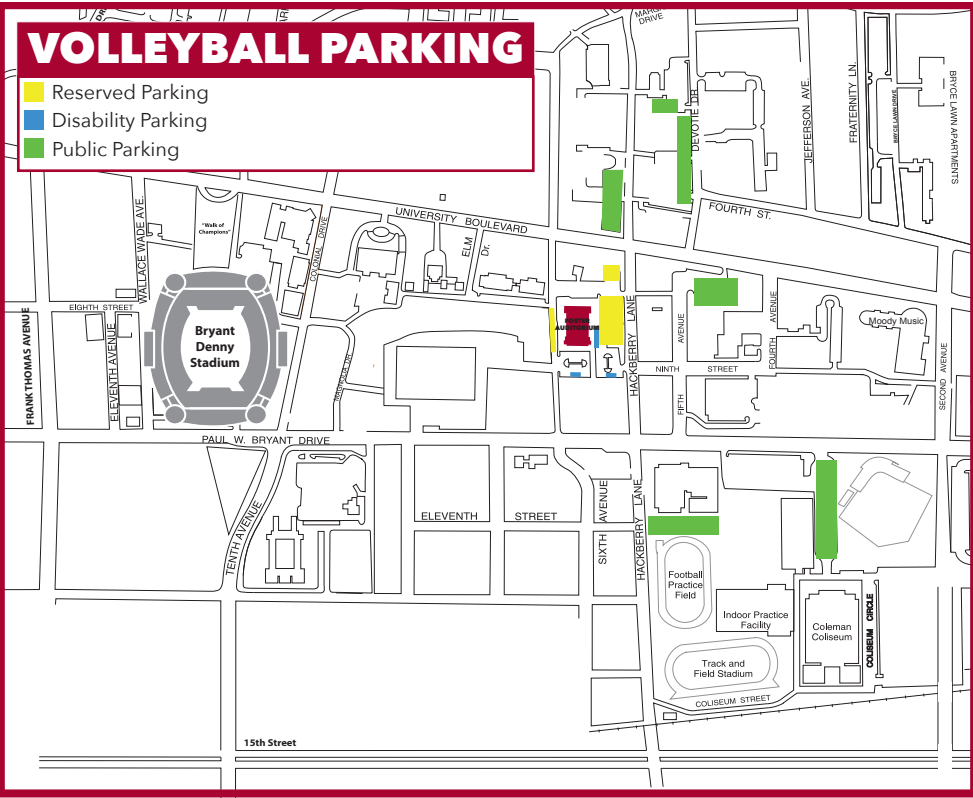 VOLLEYBALL PARKING
Reserved Parking
Disability Parking
Public Parking
DRIVE
DEVOTIE DR.
JEFFERSON AVE.
FRATERNITY LN.
BRYCE LAWN DRIVE
BRYCE LAWN APARTMENTS
FOURTH ST.
UNIVERSITY BOULEVARD
WALLACE WADE AVE.
"Walk of
Champions"
COLONIAL DRIVE
ELM
Dr.
EIGHTH STREET
FRANK THOMAS AVENUE
ELEVENTH AVENUE
Bryant
Denny
Stadium
MAGNOLIA DR.
FOSTER
AUDITORIUM
HACKBERRY LANE
NINTH STREET
FIFTH AVENUE
FOURTH AVENUE
Moody Music
SECOND AVENUE
PAUL W. BRYANT DRIVE
TENTH AVENUE
ELEVENTH STREET
SIXTH AVENUE
HACKBERRY LANE
Football
Practice
Field
Indoor Practice
Facility
Coleman
Coliseum
COLISEUM CIRCLE
Track and
Field Stadium
COLISEUM STREET
15th Street